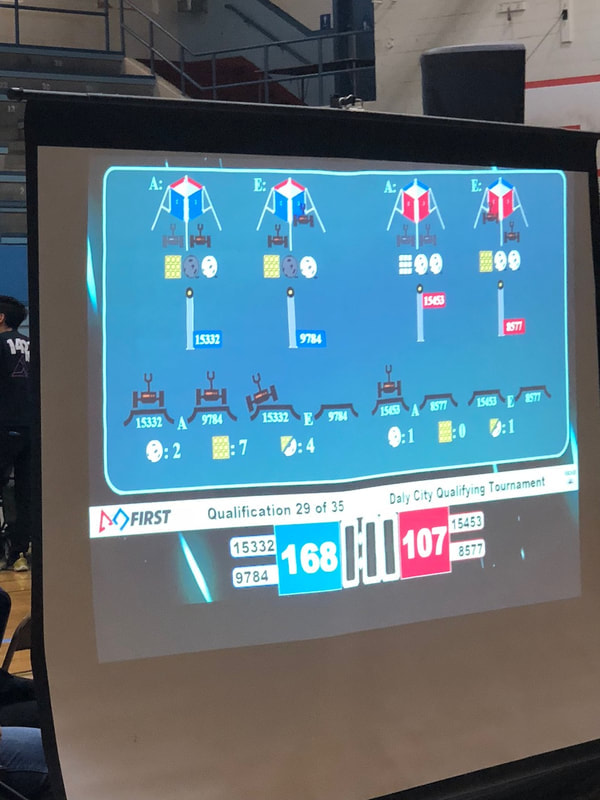 A: E: A: E:
15332 9784 15453 8577
15332 A 9784 15332 E 9784 15453 A 8577 15453 E 8577
: 2 : 7 : 4 : 1 : 0 : 1
FIRST Qualification 29 of 35 Daly City Qualifying Tournament
15332 168 107 15453
9784 8577